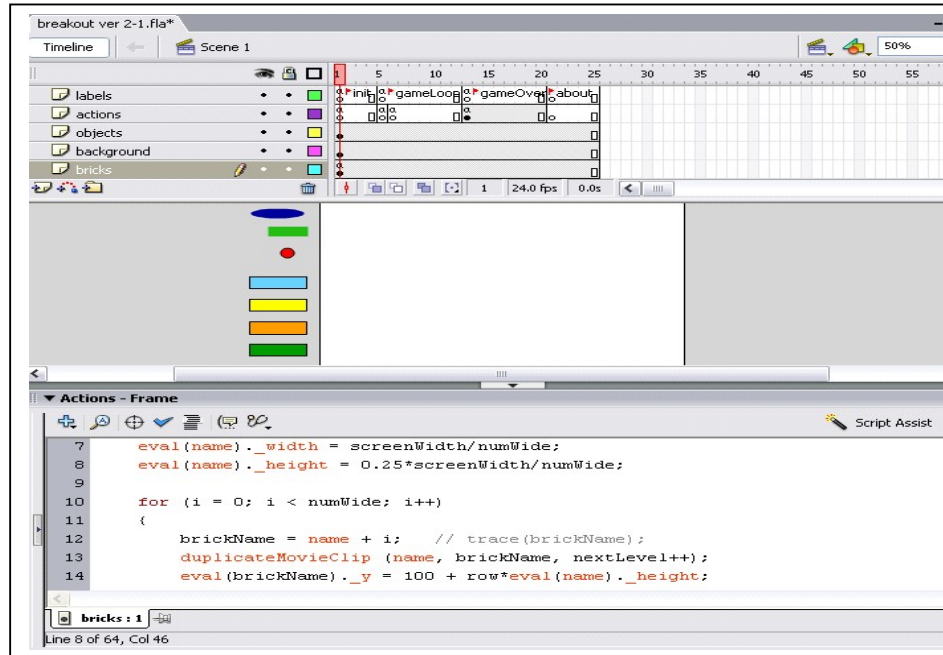 breakout ver 2-1.fla*
Timeline Scene 1 50%
1 5 10 15 20 25 30 35 40 45 50 55
labels init gameLoop gameOver about
actions
objects
background
bricks
1 24.0 fps 0.0s
Actions - Frame
Script Assist
7 eval(name)._width = screenWidth/numWide;
8 eval(name)._height = 0.25*screenWidth/numWide;
9
10 for (i = 0; i < numWide; i++)
11 {
12 brickName = name + i; // trace(brickName);
13 duplicateMovieClip (name, brickName, nextLevel++);
14 eval(brickName)._y = 100 + row*eval(name)._height;
bricks : 1
Line 8 of 64, Col 46